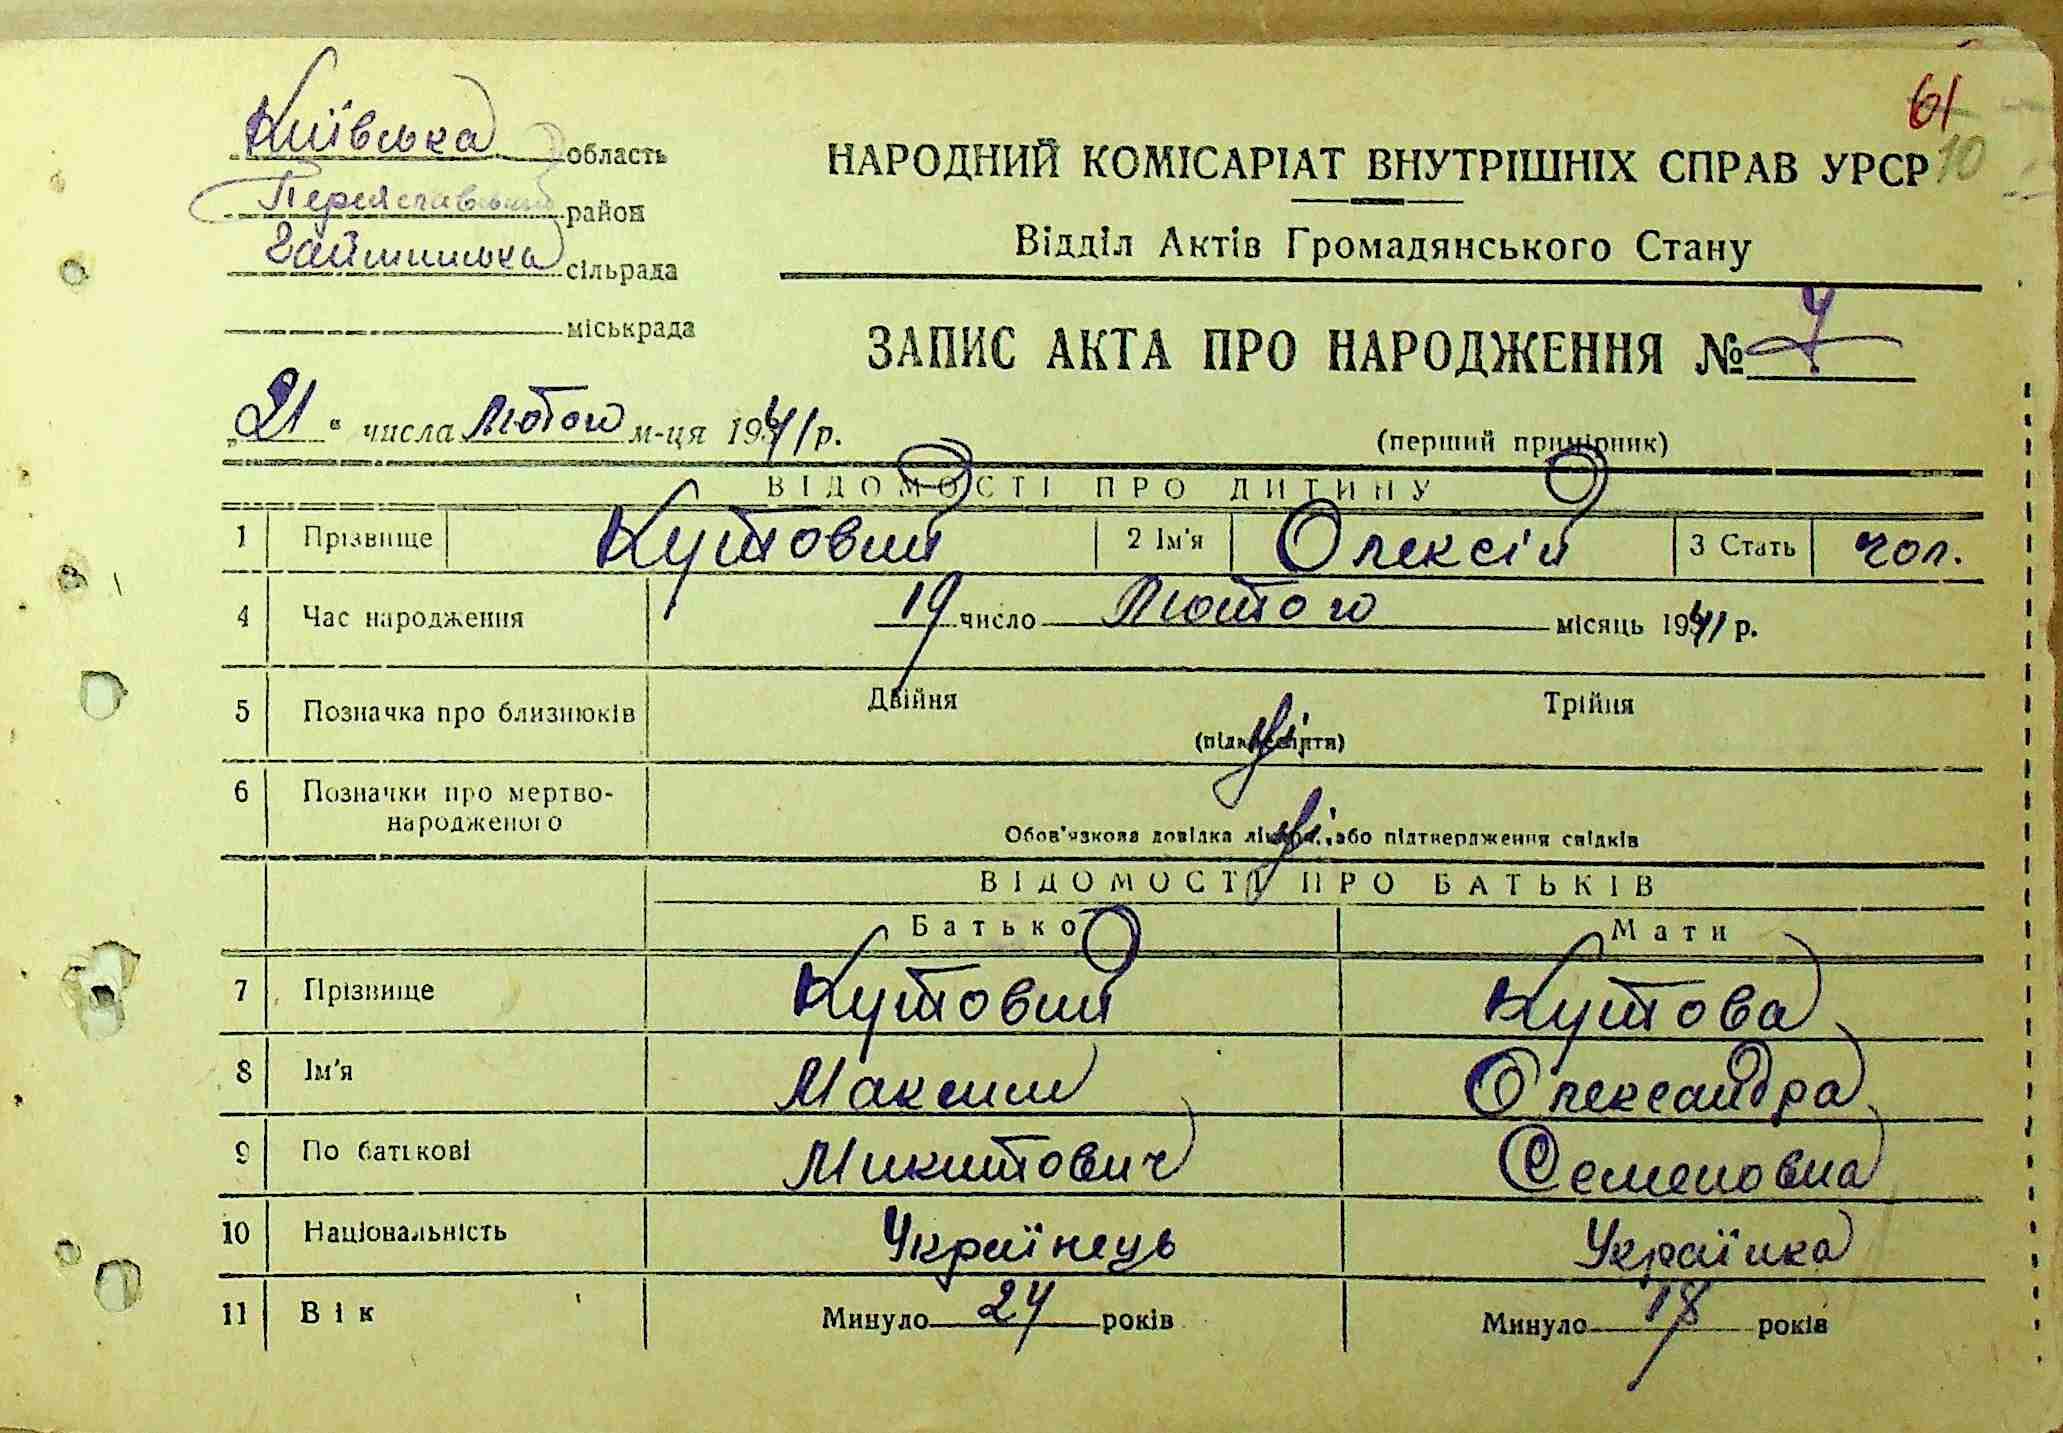 61
10
Київська область
Переяславський район
Гаймишська сільрада
міськрада
НАРОДНИЙ КОМІСАРІАТ ВНУТРІШНІХ СПРАВ УРСР
Відділ Актів Громадянського Стану
ЗАПИС АКТА ПРО НАРОДЖЕННЯ №
„21“ числа Лютого м-ця 1941 р.
(перший примірник)
ВІДОМОСТІ ПРО ДИТИНУ
1 Прізвище Кутовий 2 Ім'я Олексій 3 Стать чол.
4 Час народження 19 число Лютого місяць 1941 р.
5 Позначка про близнюків Двійня Трійня
(підкреслити)
6 Позначки про мертво-
народженого
Обов'язкова довідка лікаря або підтвердження свідків
ВІДОМОСТІ ПРО БАТЬКІВ
Батько Мати
7 Прізвище Кутовий Кутова
8 Ім'я Максим Олександра
9 По батькові Микитович Семеновна
10 Національність Українець Українка
11 Вік Минуло 24 років Минуло 18 років